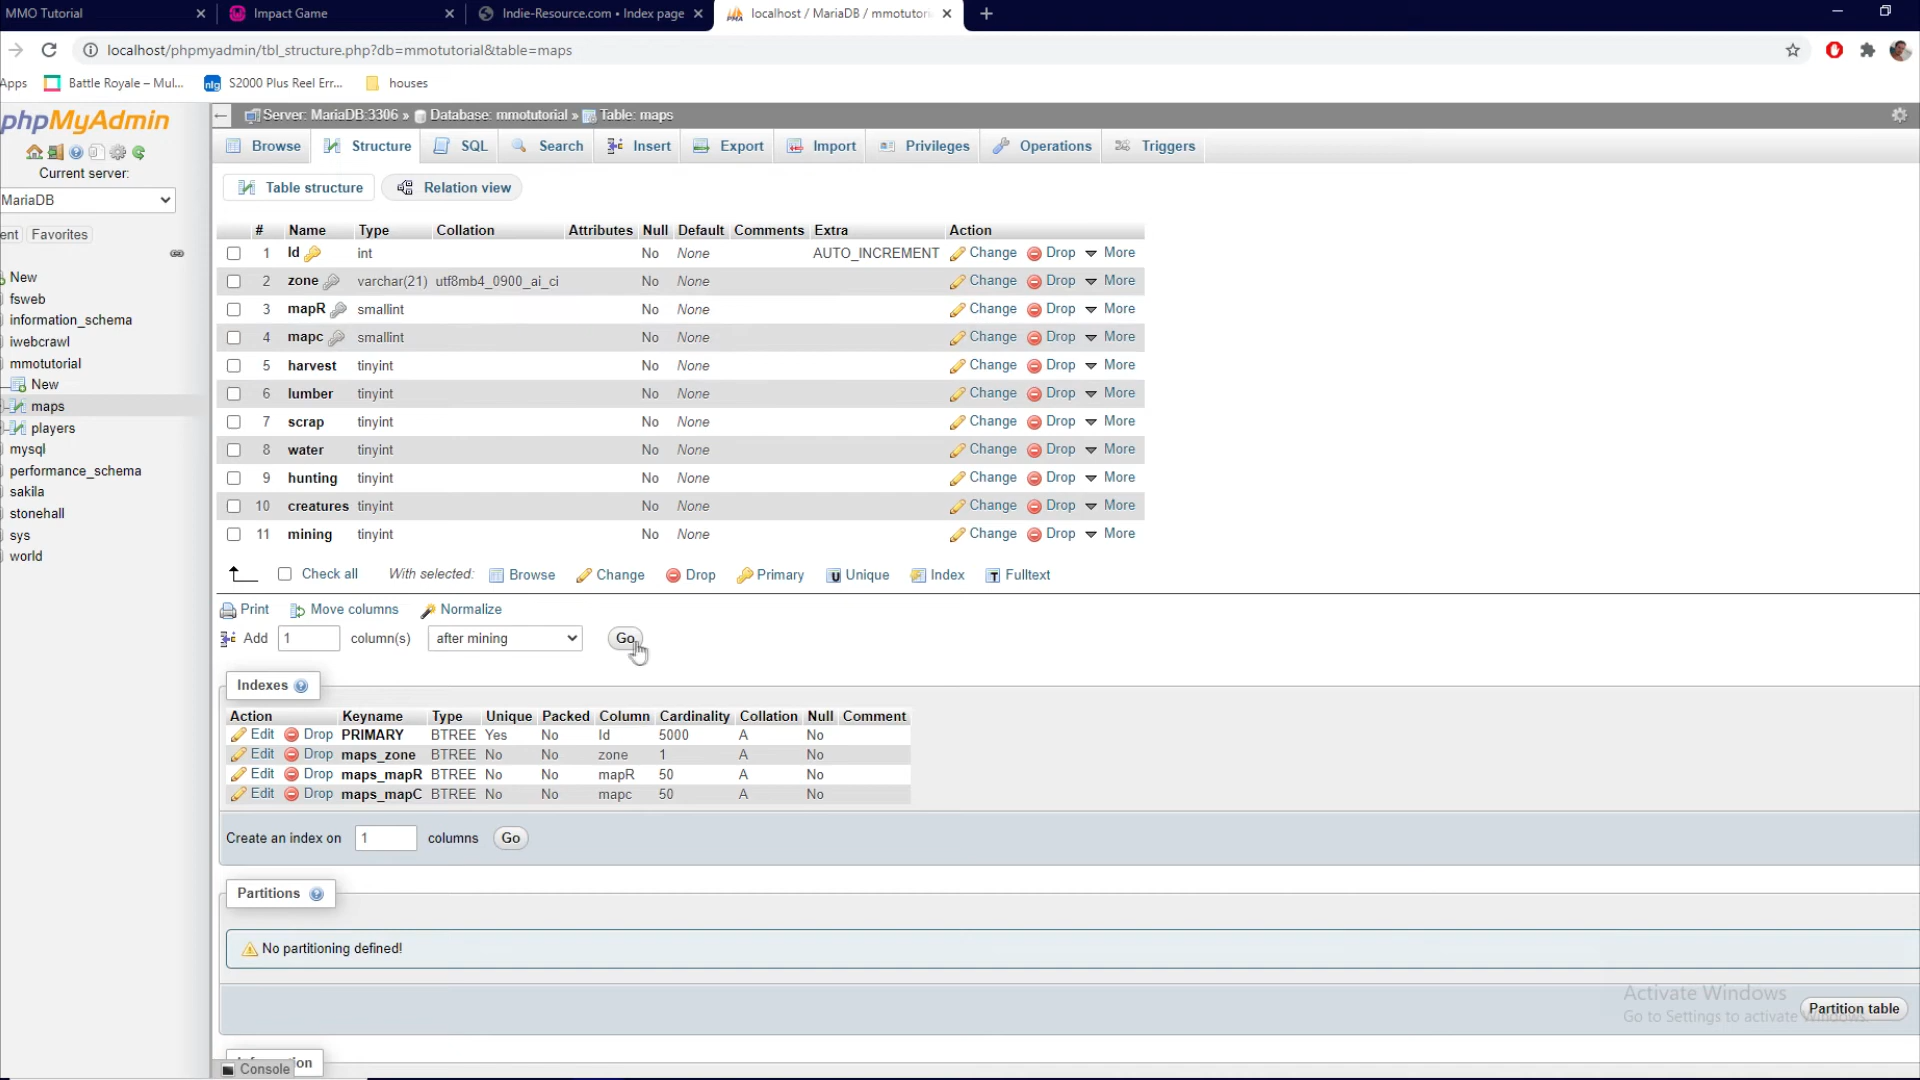 MMO Tutorial
Impact Game
Indie-Resource.com • Index page
localhost / MariaDB / mmotutori
localhost/phpmyadmin/tbl_structure.php?db=mmotutorial&table=maps
Apps
Battle Royale – Mul...
S2000 Plus Reel Err...
houses
phpMyAdmin
Server: MariaDB:3306 » Database: mmotutorial » Table: maps
Browse Structure SQL Search Insert Export Import Privileges Operations Triggers
Current server:
MariaDB
ent Favorites
New
fsweb
information_schema
iwebcrawl
mmotutorial
New
maps
players
mysql
performance_schema
sakila
stonehall
sys
world
Table structure Relation view
# Name Type Collation Attributes Null Default Comments Extra Action
1 Id int No None AUTO_INCREMENT Change Drop More
2 zone varchar(21) utf8mb4_0900_ai_ci No None Change Drop More
3 mapR smallint No None Change Drop More
4 mapc smallint No None Change Drop More
5 harvest tinyint No None Change Drop More
6 lumber tinyint No None Change Drop More
7 scrap tinyint No None Change Drop More
8 water tinyint No None Change Drop More
9 hunting tinyint No None Change Drop More
10 creatures tinyint No None Change Drop More
11 mining tinyint No None Change Drop More
Check all With selected: Browse Change Drop Primary Unique Index Fulltext
Print Move columns Normalize
Add 1 column(s) after mining Go
Indexes
Action Keyname Type Unique Packed Column Cardinality Collation Null Comment
Edit Drop PRIMARY BTREE Yes No Id 5000 A No
Edit Drop maps_zone BTREE No No zone 1 A No
Edit Drop maps_mapR BTREE No No mapR 50 A No
Edit Drop maps_mapC BTREE No No mapc 50 A No
Create an index on 1 columns Go
Partitions
No partitioning defined!
Partition table
Activate Windows
Go to Settings to activate Windows.
Console